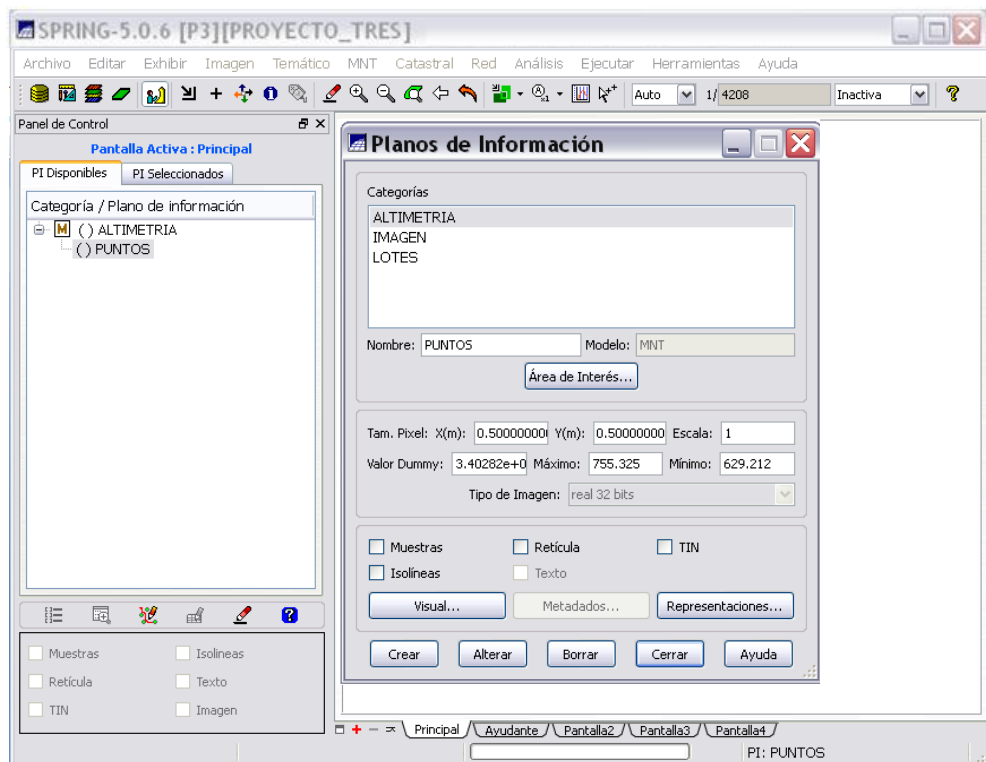 SPRING-5.0.6 [P3][PROYECTO_TRES]
Archivo Editar Exhibir Imagen Temático MNT Catastral Red Análisis Ejecutar Herramientas Ayuda
Auto 1/ 4208 Inactiva
Panel de Control
Pantalla Activa : Principal
PI Disponibles PI Seleccionados
Categoría / Plano de información
M ( ) ALTIMETRIA
( ) PUNTOS
Muestras Isolineas
Retícula Texto
TIN Imagen
Planos de Información
Categorías
ALTIMETRIA
IMAGEN
LOTES
Nombre: PUNTOS Modelo: MNT
Área de Interés...
Tam. Pixel: X(m): 0.50000000 Y(m): 0.50000000 Escala: 1
Valor Dummy: 3.40282e+0 Máximo: 755.325 Mínimo: 629.212
Tipo de Imagen: real 32 bits
Muestras Retícula TIN
Isolíneas Texto
Visual... Metadados... Representaciones...
Crear Alterar Borrar Cerrar Ayuda
Principal Ayudante Pantalla2 Pantalla3 Pantalla4
PI: PUNTOS